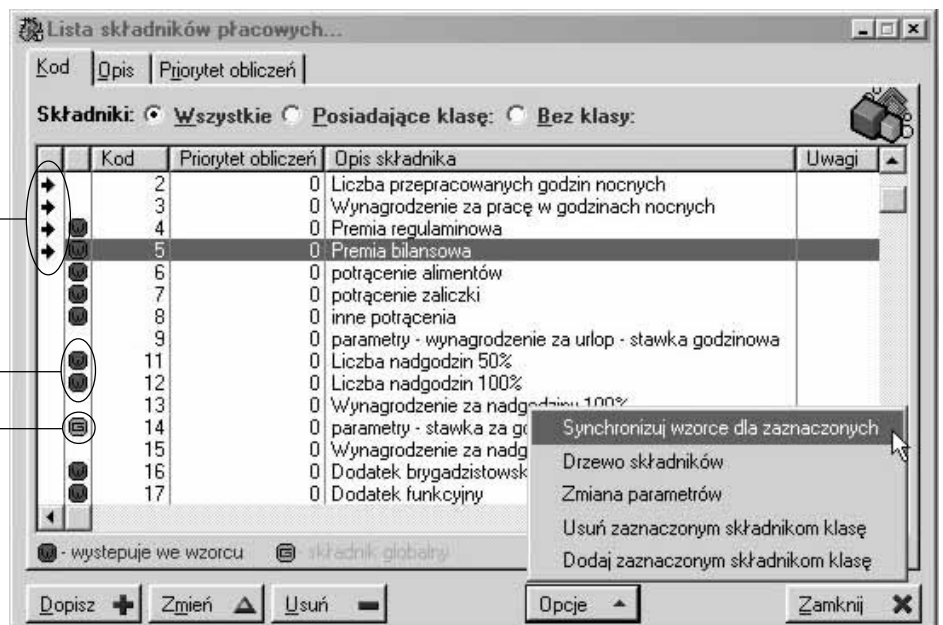 Lista składników płacowych...
Kod Opis Priorytet obliczeń
Składniki: Wszystkie Posiadające klasę: Bez klasy:
Kod Priorytet obliczeń Opis składnika Uwagi
2 0 Liczba przepracowanych godzin nocnych
3 0 Wynagrodzenie za pracę w godzinach nocnych
W 4 0 Premia regulaminowa
W 5 0 Premia bilansowa
W 6 0 potrącenie alimentów
W 7 0 potrącenie zaliczki
W 8 0 inne potrącenia
9 0 parametry - wynagrodzenie za urlop - stawka godzinowa
W 11 0 Liczba nadgodzin 50%
W 12 0 Liczba nadgodzin 100%
13 0 Wynagrodzenie za nadgodziny 100%
G 14 0 parametry - stawka za go
15 0 Wynagrodzenie za nadg
W 16 0 Dodatek brygadzistowsk
W 17 0 Dodatek funkcyjny
Synchronizuj wzorce dla zaznaczonych
Drzewo składników
Zmiana parametrów
Usuń zaznaczonym składnikom klasę
Dodaj zaznaczonym składnikom klasę
W - wystepuje we wzorcu G - składnik globalny
Dopisz Zmień Usuń Opcje Zamknij